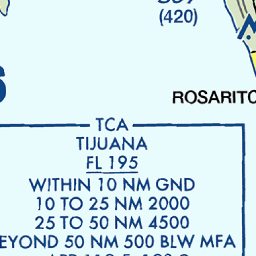 (420)
ROSARITO
TCA
TIJUANA
FL 195
WITHIN 10 NM GND
10 TO 25 NM 2000
25 TO 50 NM 4500
EYOND 50 NM 500 BLW MFA